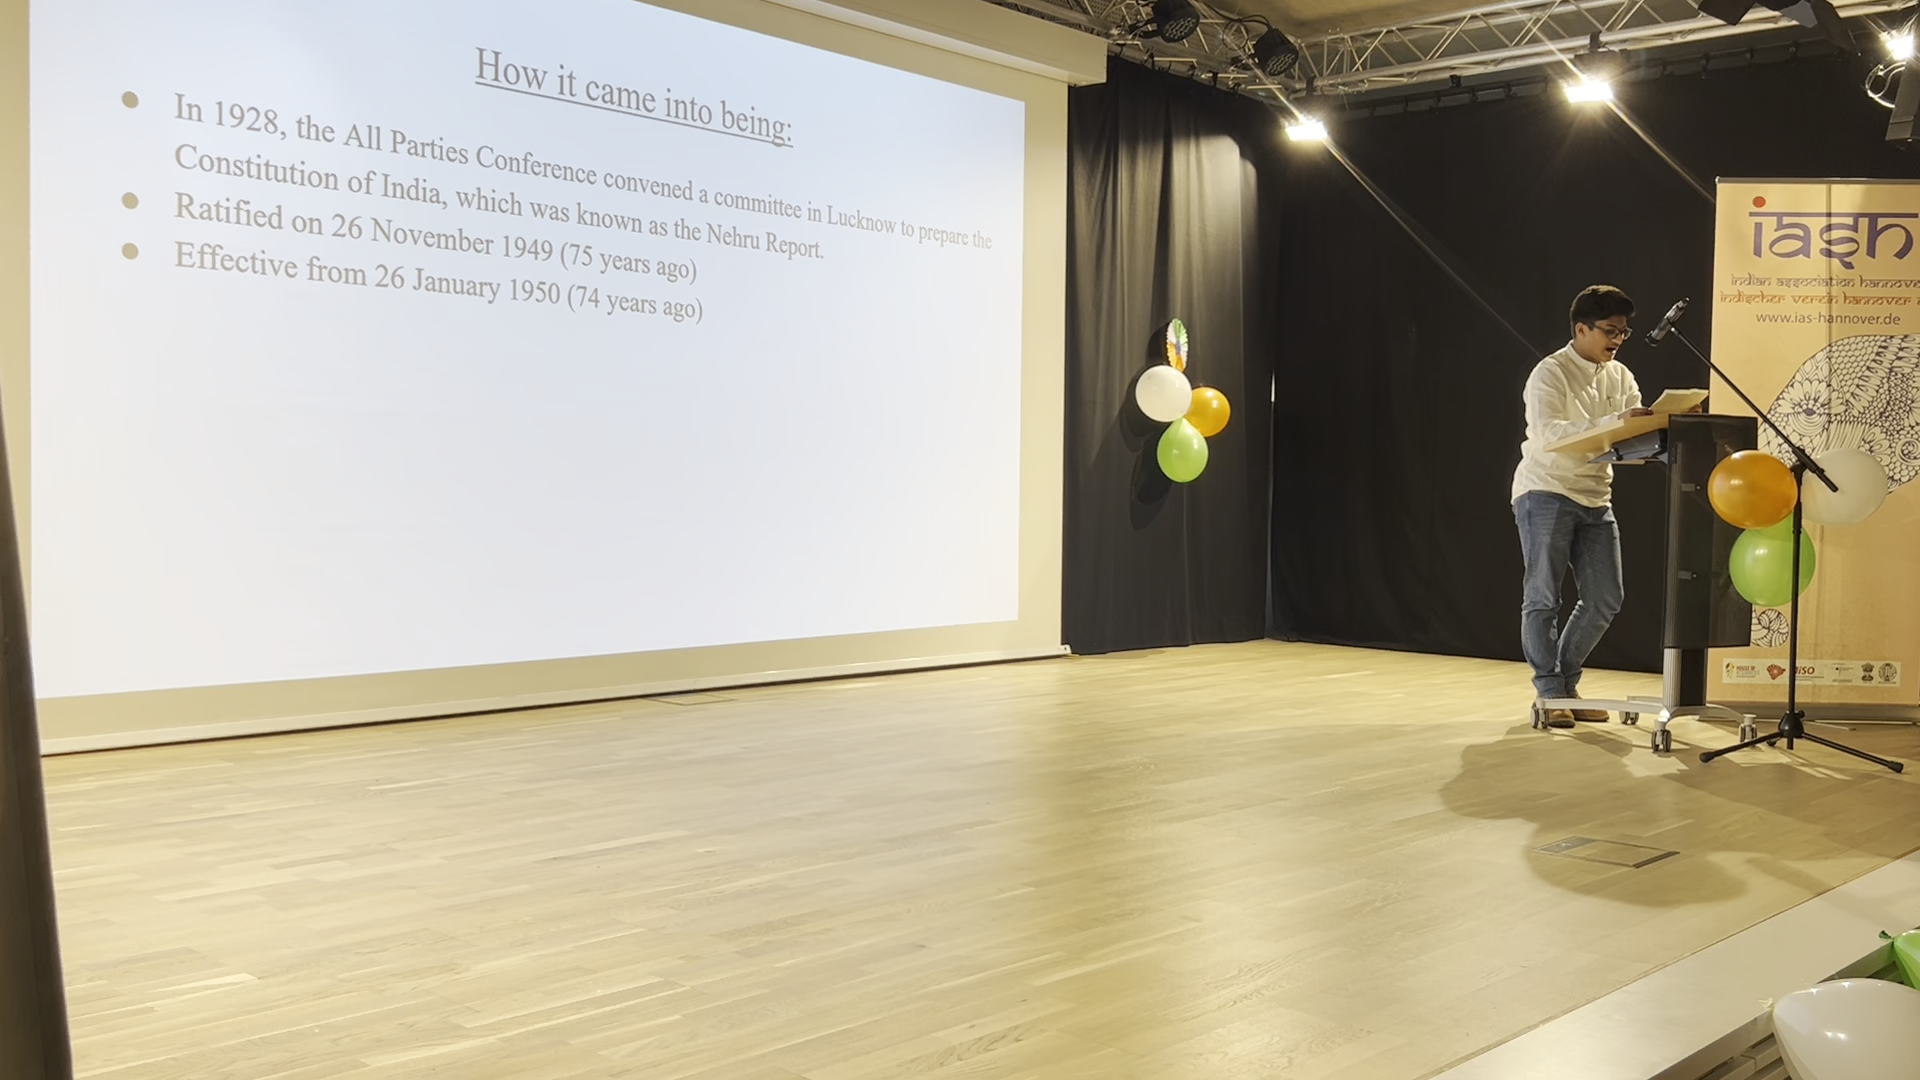 How it came into being:
● In 1928, the All Parties Conference convened a committee in Lucknow to prepare the
Constitution of India, which was known as the Nehru Report.
● Ratified on 26 November 1949 (75 years ago)
● Effective from 26 January 1950 (74 years ago)
iash
indian association hannove
indischer verein hannover
www.ias-hannover.de